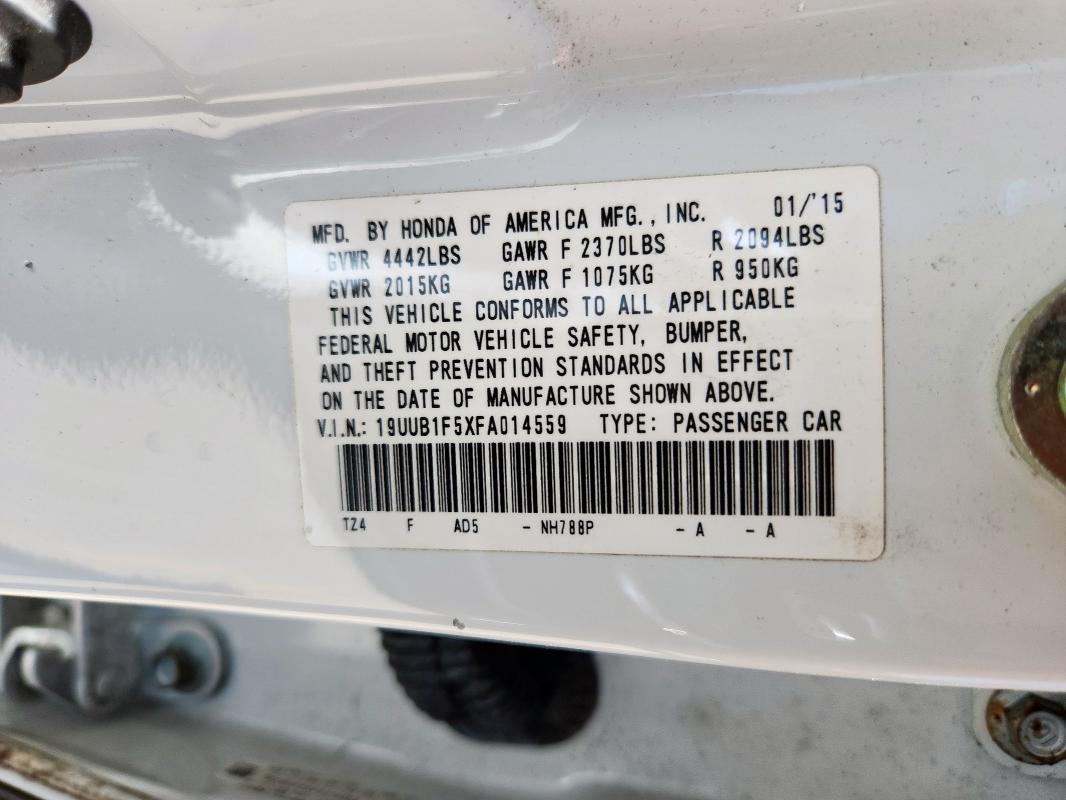 MFD. BY HONDA OF AMERICA MFG., INC. 01/'15
GVWR 4442LBS GAWR F 2370LBS R 2094LBS
GVWR 2015KG GAWR F 1075KG R 950KG
THIS VEHICLE CONFORMS TO ALL APPLICABLE
FEDERAL MOTOR VEHICLE SAFETY, BUMPER,
AND THEFT PREVENTION STANDARDS IN EFFECT
ON THE DATE OF MANUFACTURE SHOWN ABOVE.
V.I.N.: 19UUB1F5XFA014559 TYPE: PASSENGER CAR
TZ4 F AD5 - NH788P - A - A